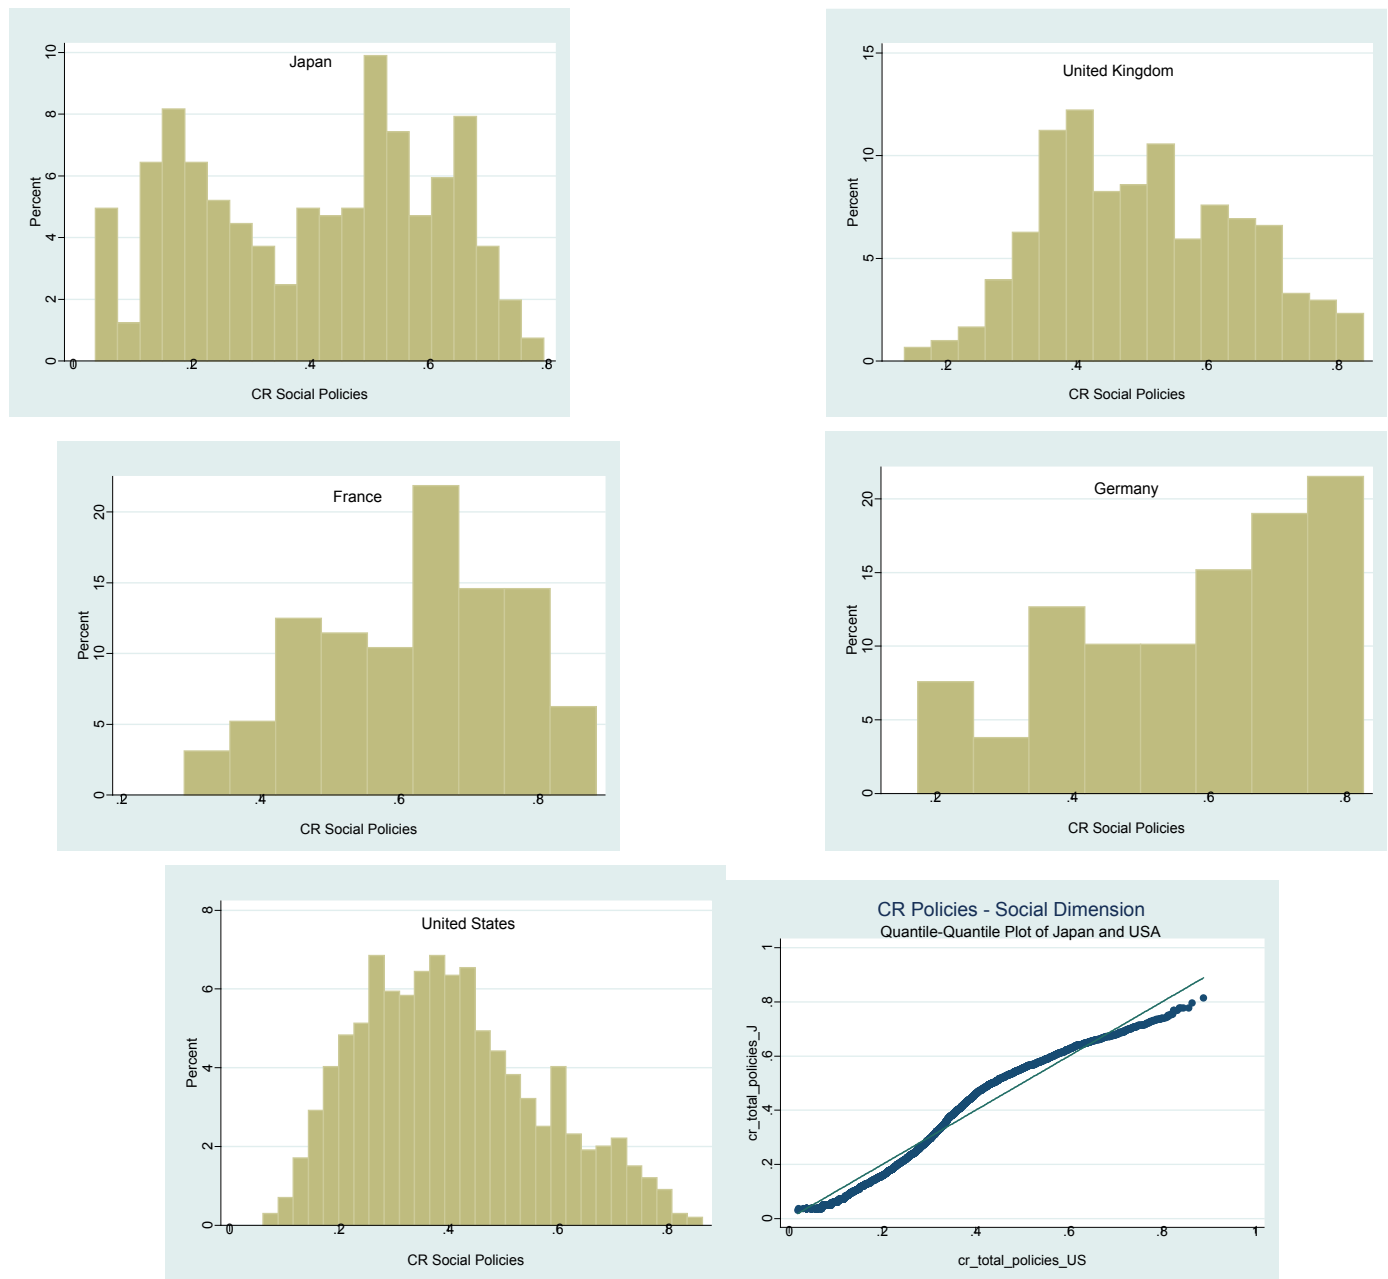 Japan
Percent
0 2 4 6 8 10
0 .2 .4 .6 .8
CR Social Policies
United Kingdom
Percent
0 5 10 15
.2 .4 .6 .8
CR Social Policies
France
Percent
0 5 10 15 20
.2 .4 .6 .8
CR Social Policies
Germany
Percent
0 5 10 15 20
.2 .4 .6 .8
CR Social Policies
United States
Percent
0 2 4 6 8
0 .2 .4 .6 .8
CR Social Policies
CR Policies - Social Dimension
Quantile-Quantile Plot of Japan and USA
cr_total_policies_J
0 .2 .4 .6 .8 1
0 .2 .4 .6 .8 1
cr_total_policies_US